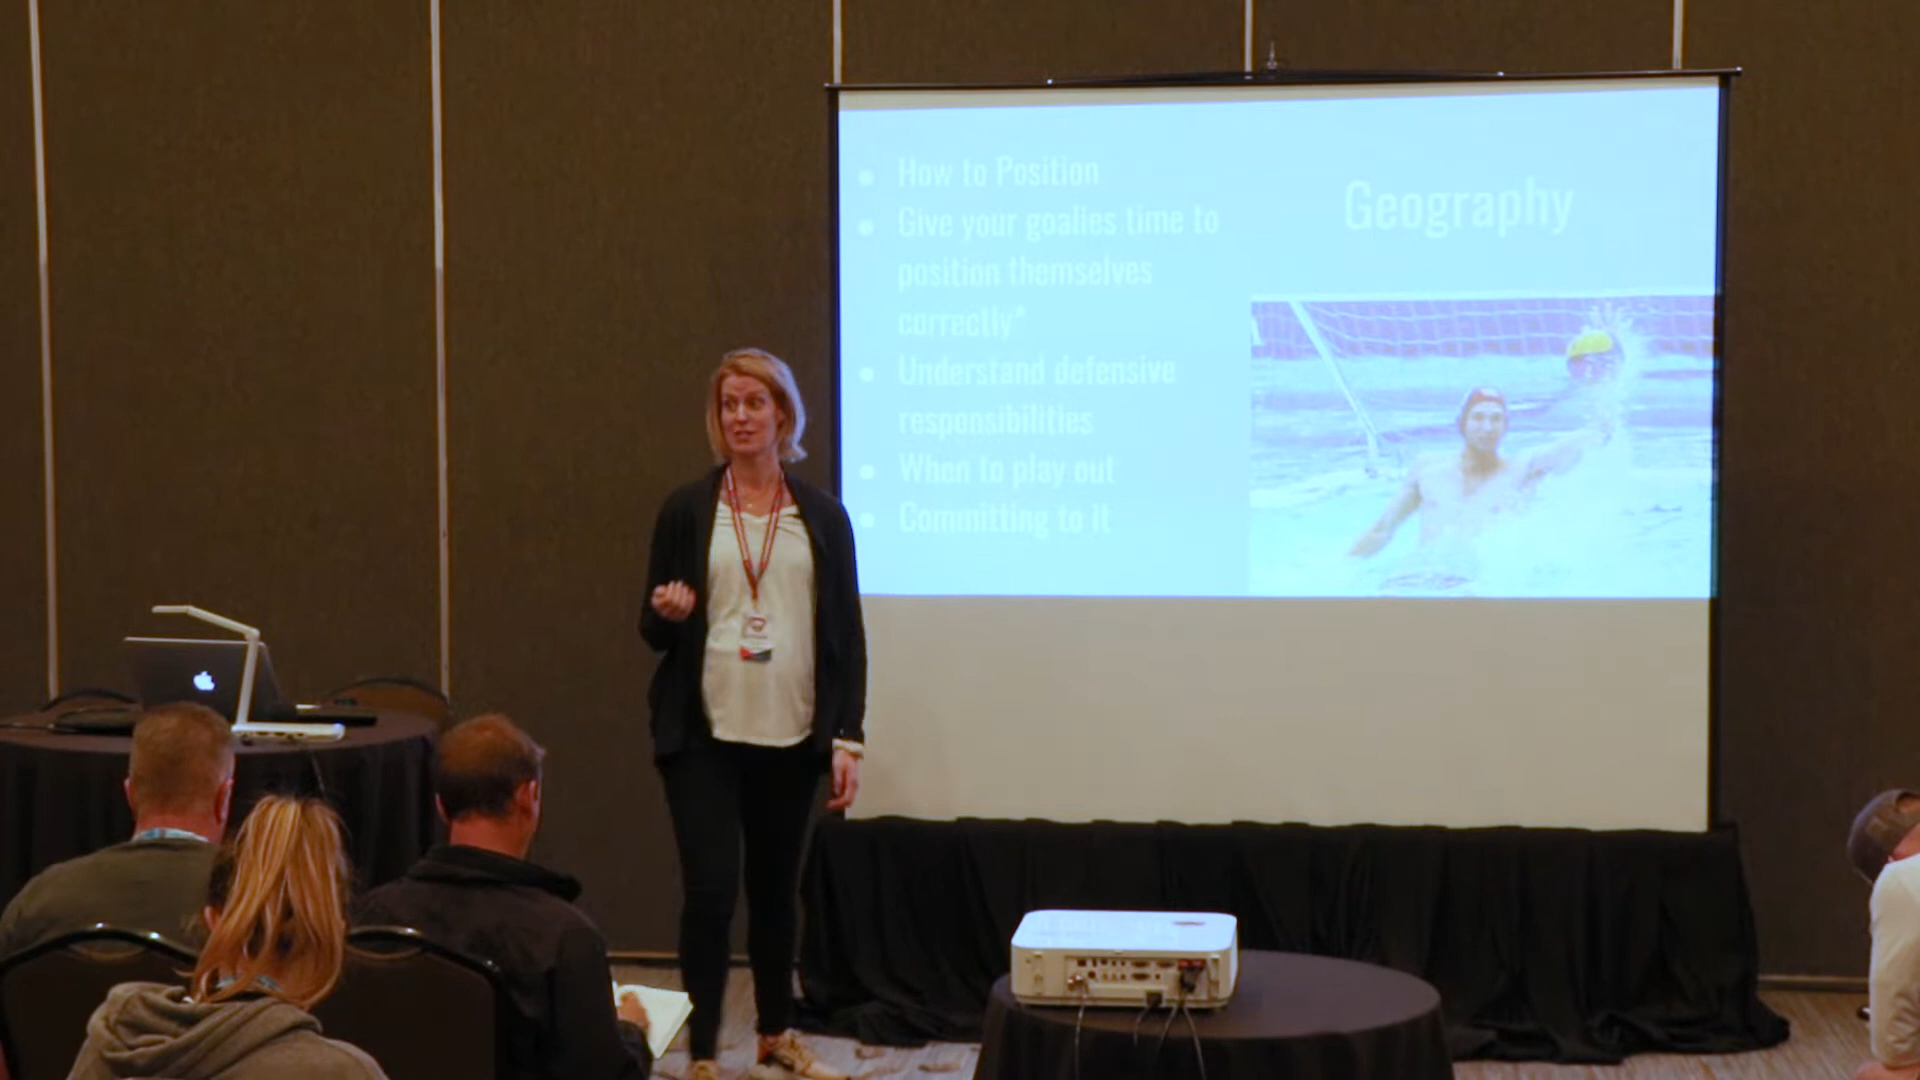 How to Position
Give your goalies time to
position themselves
correctly*
Understand defensive
responsibilities
When to play out
Committing to it
Geography